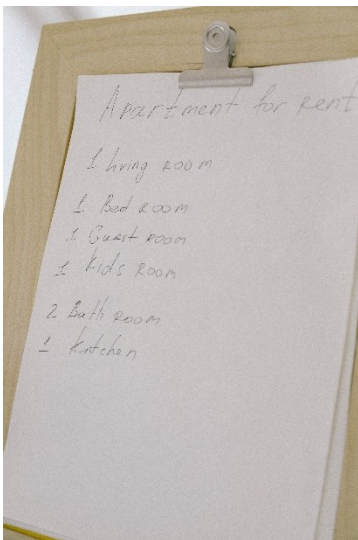 Apartment for rent
1 living room
1 Bed room
1 Guest room
1 Kids room
2 Bath room
1 Kitchen